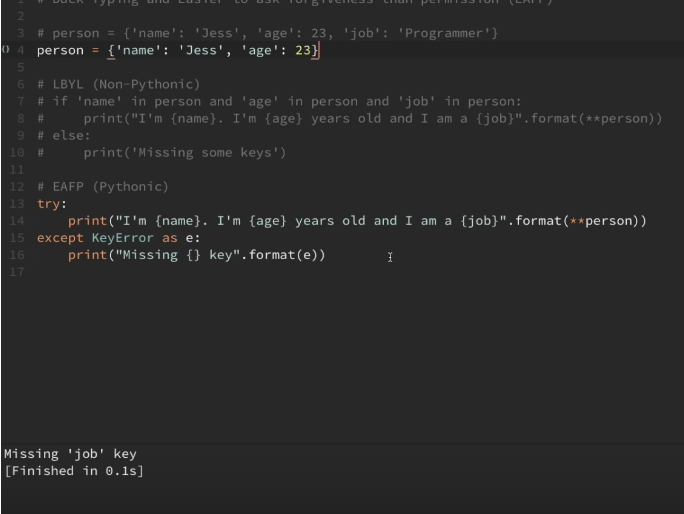 1 # Duck Typing and Easier to ask forgiveness than permission (EAFP)
2
3 # person = {'name': 'Jess', 'age': 23, 'job': 'Programmer'}
() 4 person = {'name': 'Jess', 'age': 23}
5
6 # LBYL (Non-Pythonic)
7 # if 'name' in person and 'age' in person and 'job' in person:
8 #     print("I'm {name}. I'm {age} years old and I am a {job}".format(**person))
9 # else:
10 #     print('Missing some keys')
11
12 # EAFP (Pythonic)
13 try:
14     print("I'm {name}. I'm {age} years old and I am a {job}".format(**person))
15 except KeyError as e:
16     print("Missing {} key".format(e))
17
Missing 'job' key
[Finished in 0.1s]